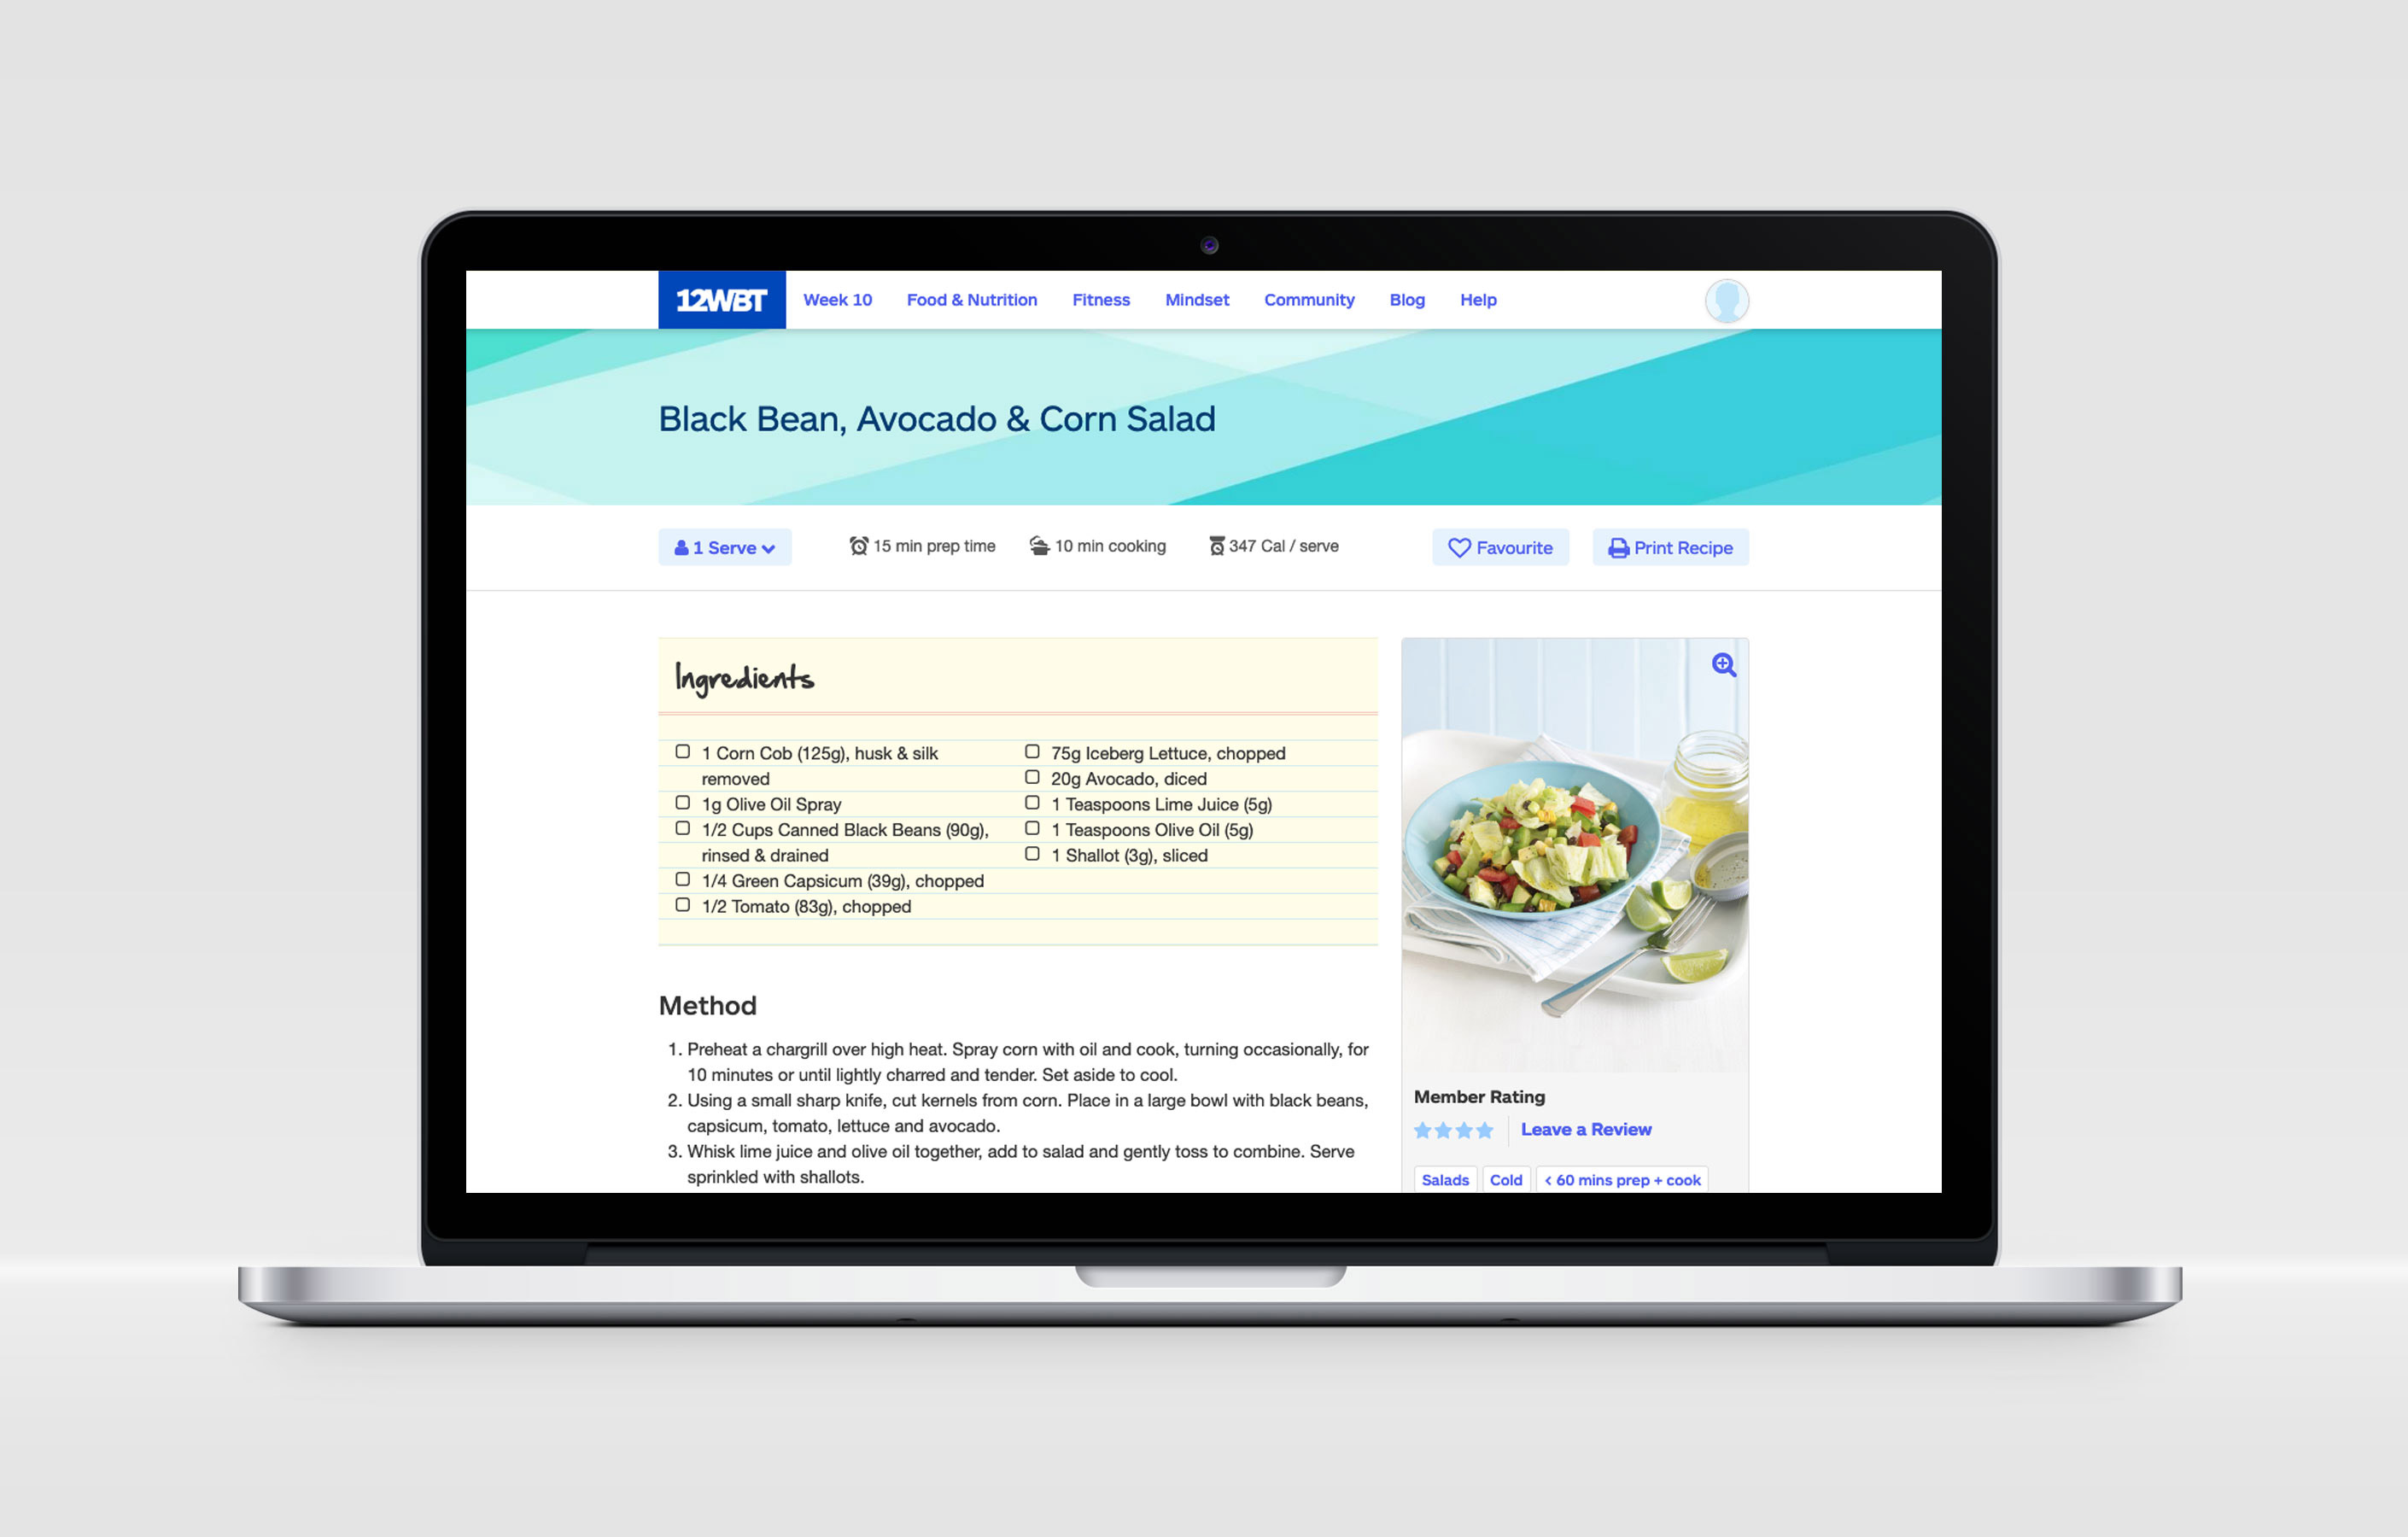 12WBT Week 10 Food & Nutrition Fitness Mindset Community Blog Help
Black Bean, Avocado & Corn Salad
1 Serve 15 min prep time 10 min cooking 347 Cal / serve Favourite Print Recipe
Ingredients
1 Corn Cob (125g), husk & silk
removed
1g Olive Oil Spray
1/2 Cups Canned Black Beans (90g),
rinsed & drained
1/4 Green Capsicum (39g), chopped
1/2 Tomato (83g), chopped
75g Iceberg Lettuce, chopped
20g Avocado, diced
1 Teaspoons Lime Juice (5g)
1 Teaspoons Olive Oil (5g)
1 Shallot (3g), sliced
Method
1. Preheat a chargrill over high heat. Spray corn with oil and cook, turning occasionally, for
10 minutes or until lightly charred and tender. Set aside to cool.
2. Using a small sharp knife, cut kernels from corn. Place in a large bowl with black beans,
capsicum, tomato, lettuce and avocado.
3. Whisk lime juice and olive oil together, add to salad and gently toss to combine. Serve
sprinkled with shallots.
Member Rating
Leave a Review
Salads Cold < 60 mins prep + cook